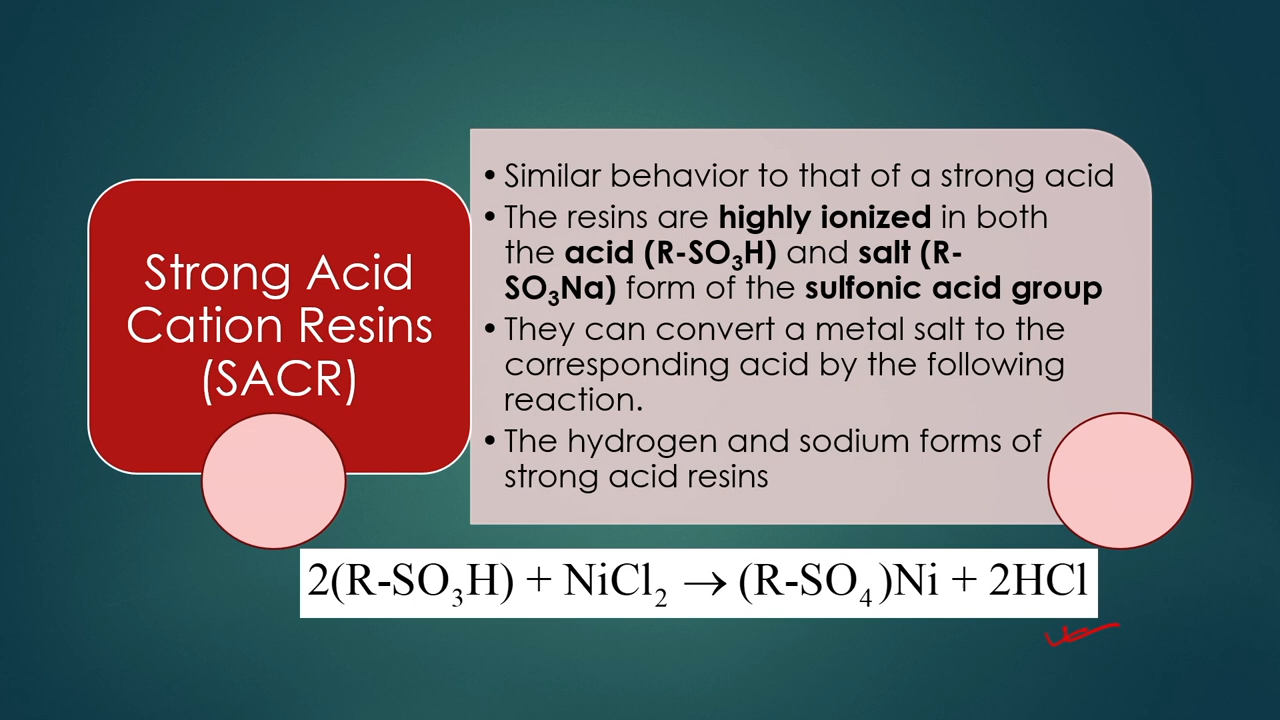 Strong Acid
Cation Resins
(SACR)
• Similar behavior to that of a strong acid
• The resins are highly ionized in both
the acid (R-SO₃H) and salt (R-
SO₃Na) form of the sulfonic acid group
• They can convert a metal salt to the
corresponding acid by the following
reaction.
• The hydrogen and sodium forms of
strong acid resins
2(R-SO₃H) + NiCl₂ → (R-SO₄)Ni + 2HCl